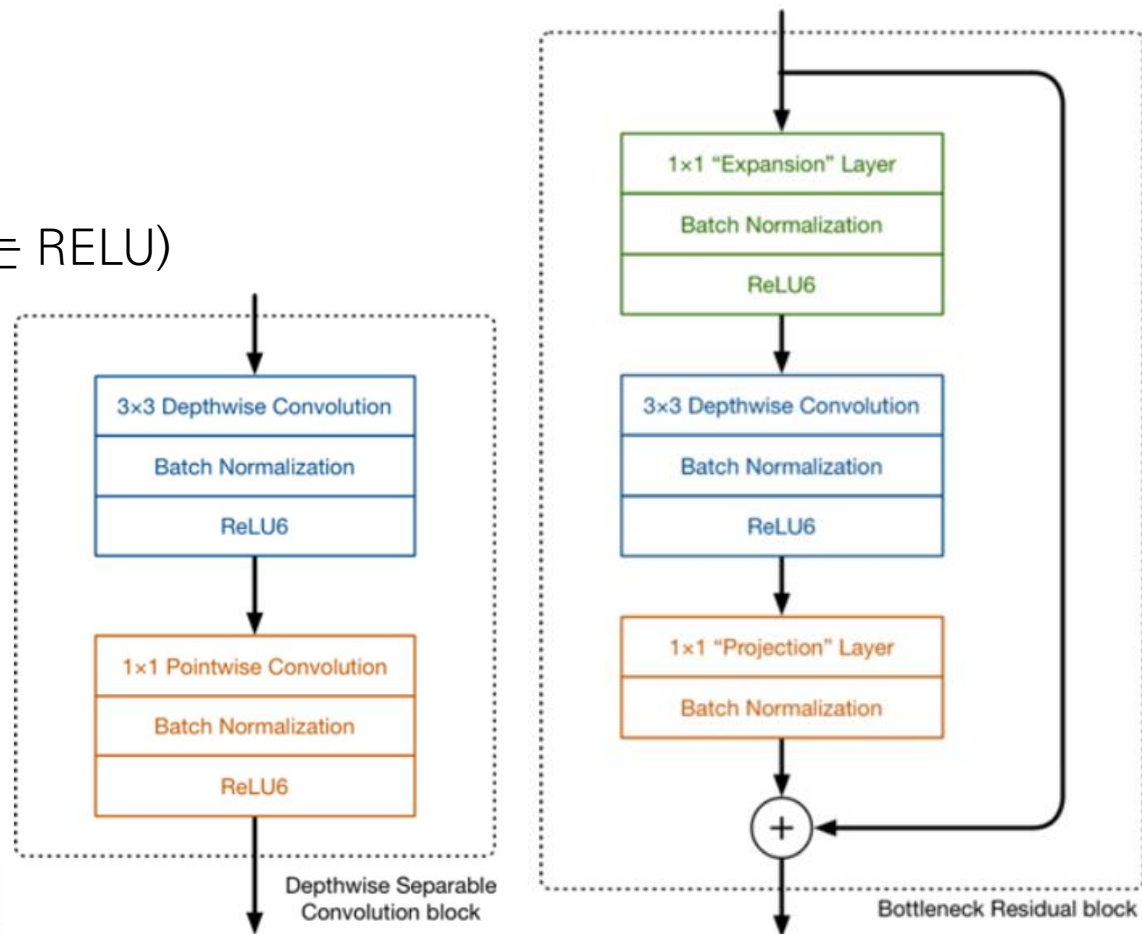 RELU)
3×3 Depthwise Convolution
Batch Normalization
ReLU6
1×1 Pointwise Convolution
Batch Normalization
ReLU6
Depthwise Separable
Convolution block
1×1 “Expansion” Layer
Batch Normalization
ReLU6
3×3 Depthwise Convolution
Batch Normalization
ReLU6
1×1 “Projection” Layer
Batch Normalization
+
Bottleneck Residual block